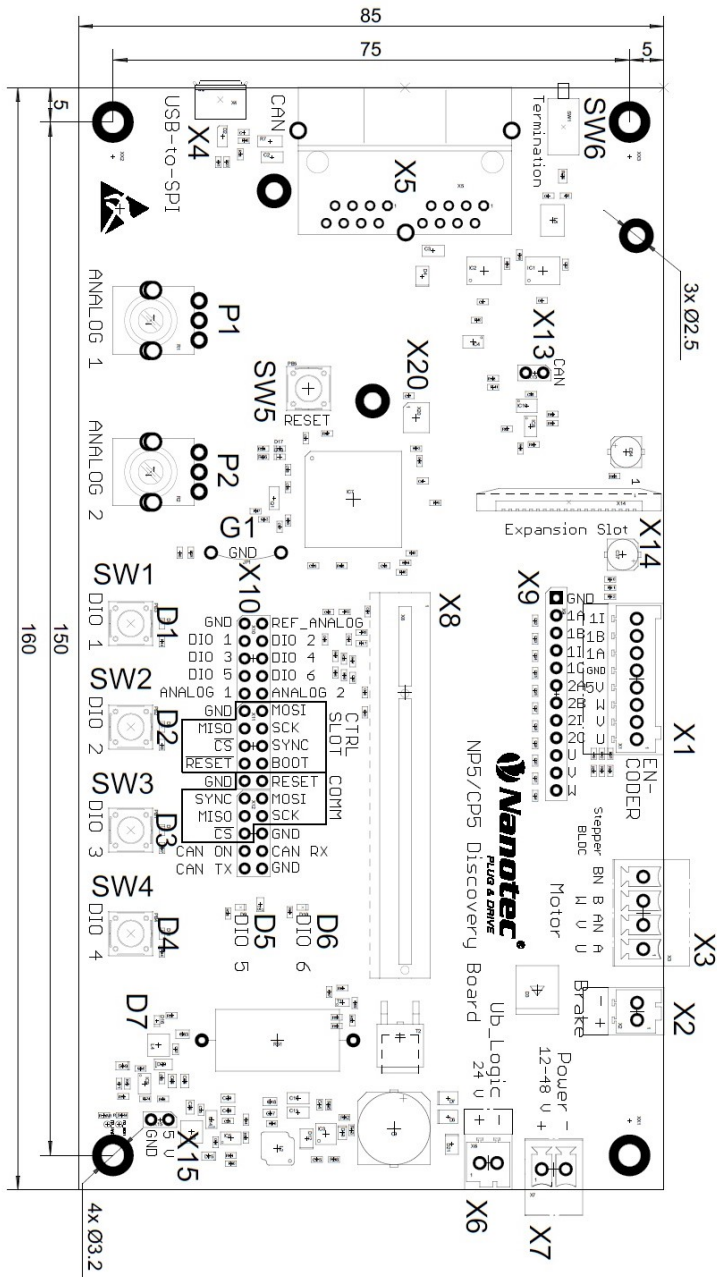 85
75
5
5
160
150
3x Ø2.5
4x Ø3.2
X4
USB-to-SPI
CAN
X5
SW6
Termination
ANALOG 1
P1
ANALOG 2
P2
SW5
RESET
X20
X13
CAN
1
Expansion Slot
X14
G1
GND
X10
X8
X9
X1
EN-
CODER
SW1
DIO 1
D1
SW2
DIO 2
D2
SW3
DIO 3
D3
SW4
DIO 4
D4
GND REF_ANALOG
DIO 1 DIO 2
DIO 3 DIO 4
DIO 5 DIO 6
ANALOG 1 ANALOG 2
GND MOSI
MISO SCK
CS SYNC
RESET BOOT
GND RESET
SYNC MOSI
MISO SCK
CS GND
CAN ON CAN RX
CAN TX GND
CTRL
SLOT
COMM
GND
1A
1B
1I
1C
2A
2B
2I
2C
U
V
W
1I
1B
1A
GND
5V
W
V
U
Nanotec®
PLUG & DRIVE
NP5/CP5 Discovery Board
Stepper BN B AN A
BLDC W V U
Motor
X3
X2
Brake
- +
D5
DIO 5
D6
DIO 6
D7
Ub_Logic
24 V
+ -
X6
Power
12-48 V
+ -
X7
X15
5 V
GND